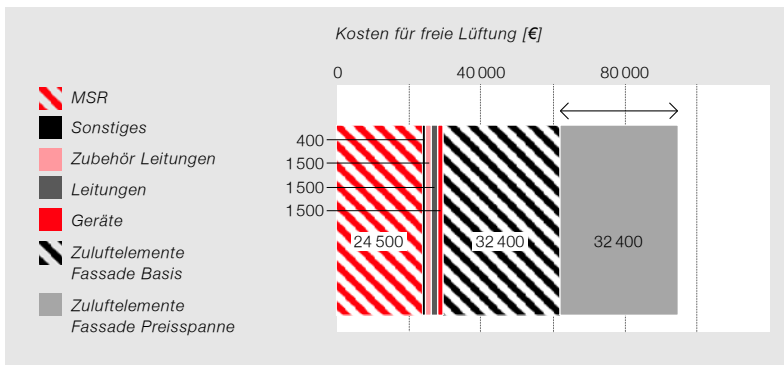 Kosten für freie Lüftung [€]
0 40 000 80 000
MSR
Sonstiges
Zubehör Leitungen
Leitungen
Geräte
Zuluftelemente
Fassade Basis
Zuluftelemente
Fassade Preisspanne
400
1 500
1 500
1 500
24 500 32 400 32 400